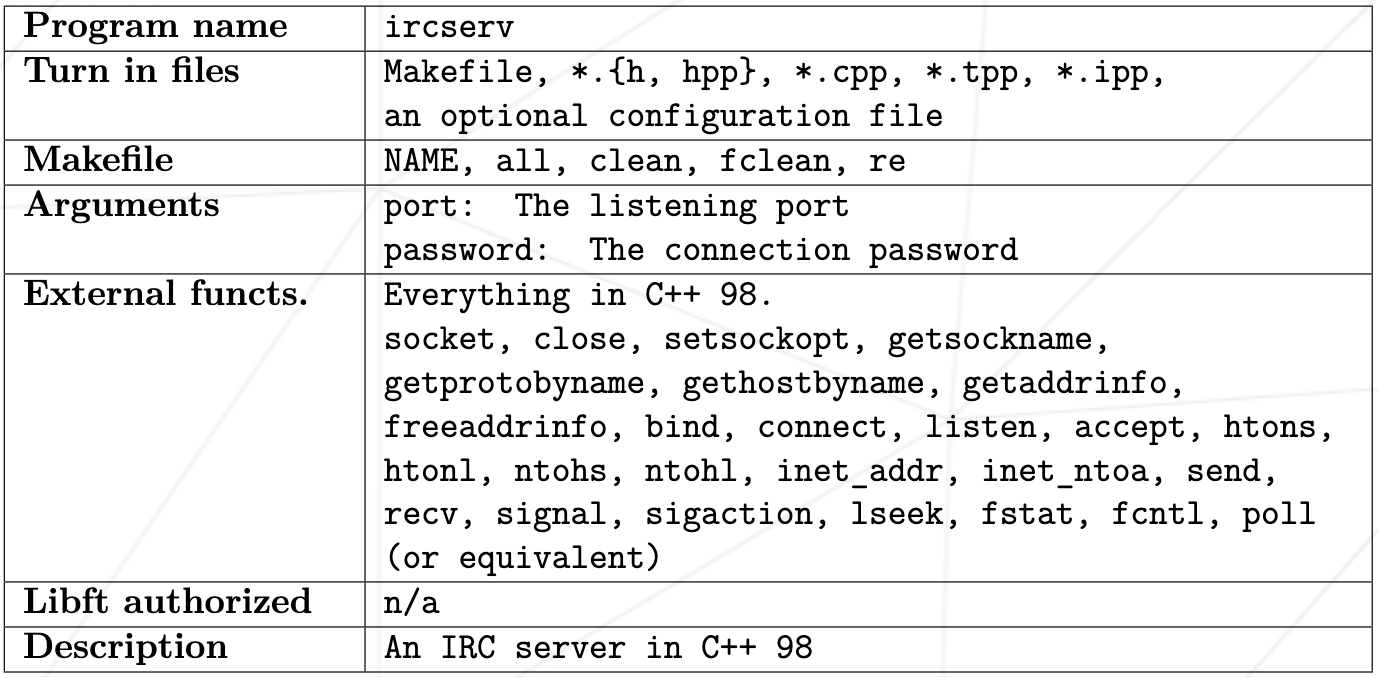 Program name ircserv
Turn in files Makefile, *.{h, hpp}, *.cpp, *.tpp, *.ipp,
an optional configuration file
Makefile NAME, all, clean, fclean, re
Arguments port: The listening port
password: The connection password
External functs. Everything in C++ 98.
socket, close, setsockopt, getsockname,
getprotobyname, gethostbyname, getaddrinfo,
freeaddrinfo, bind, connect, listen, accept, htons,
htonl, ntohs, ntohl, inet_addr, inet_ntoa, send,
recv, signal, sigaction, lseek, fstat, fcntl, poll
(or equivalent)
Libft authorized n/a
Description An IRC server in C++ 98